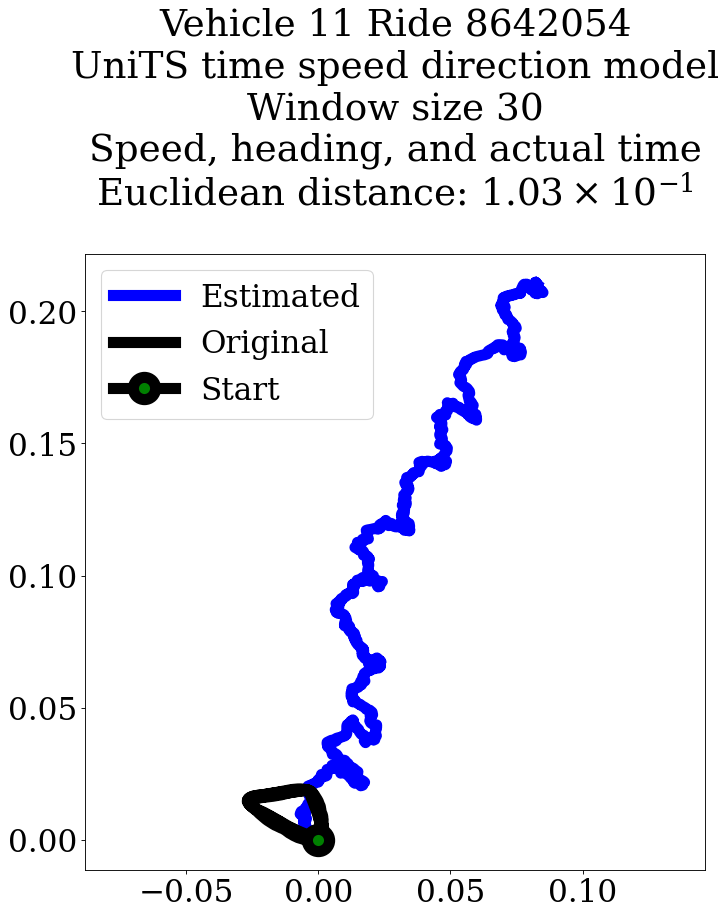 Vehicle 11 Ride 8642054
UniTS time speed direction model
Window size 30
Speed, heading, and actual time
Euclidean distance: 1.03 × 10⁻¹
Estimated
Original
Start
0.20
0.15
0.10
0.05
0.00
−0.05 0.00 0.05 0.10